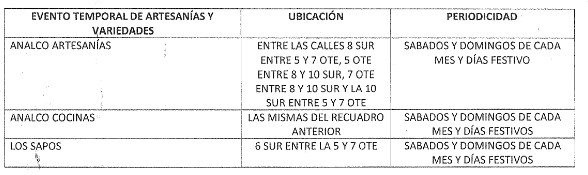 EVENTO TEMPORAL DE ARTESANÍAS Y VARIEDADES
UBICACIÓN
PERIODICIDAD
ANALCO ARTESANÍAS
ENTRE LAS CALLES 8 SUR
ENTRE 5 Y 7 OTE, 5 OTE
ENTRE 8 Y 10 SUR, 7 OTE
ENTRE 8 Y 10 SUR Y LA 10
SUR ENTRE 5 Y 7 OTE
SABADOS Y DOMINGOS DE CADA
MES Y DÍAS FESTIVO
ANALCO COCINAS
LAS MISMAS DEL RECUADRO
ANTERIOR
SABADOS Y DOMINGOS DE CADA
MES Y DÍAS FESTIVOS
LOS SAPOS
6 SUR ENTRE LA 5 Y 7 OTE
SABADOS Y DOMINGOS DE CADA
MES Y DÍAS FESTIVOS